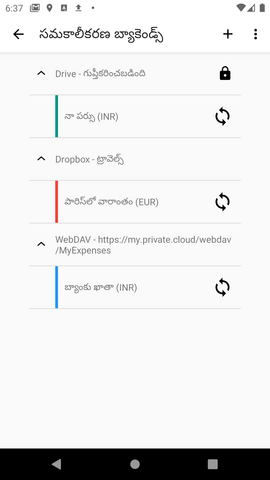 6:37
సమకాలీకరణ బ్యాకెండ్స్
Drive - గుప్తీకరించబడింది
నా పర్సు (INR)
Dropbox - ట్రావెల్స్
పారిస్‌లో వారాంతం (EUR)
WebDAV - https://my.private.cloud/webdav
/MyExpenses
బ్యాంకు ఖాతా (INR)